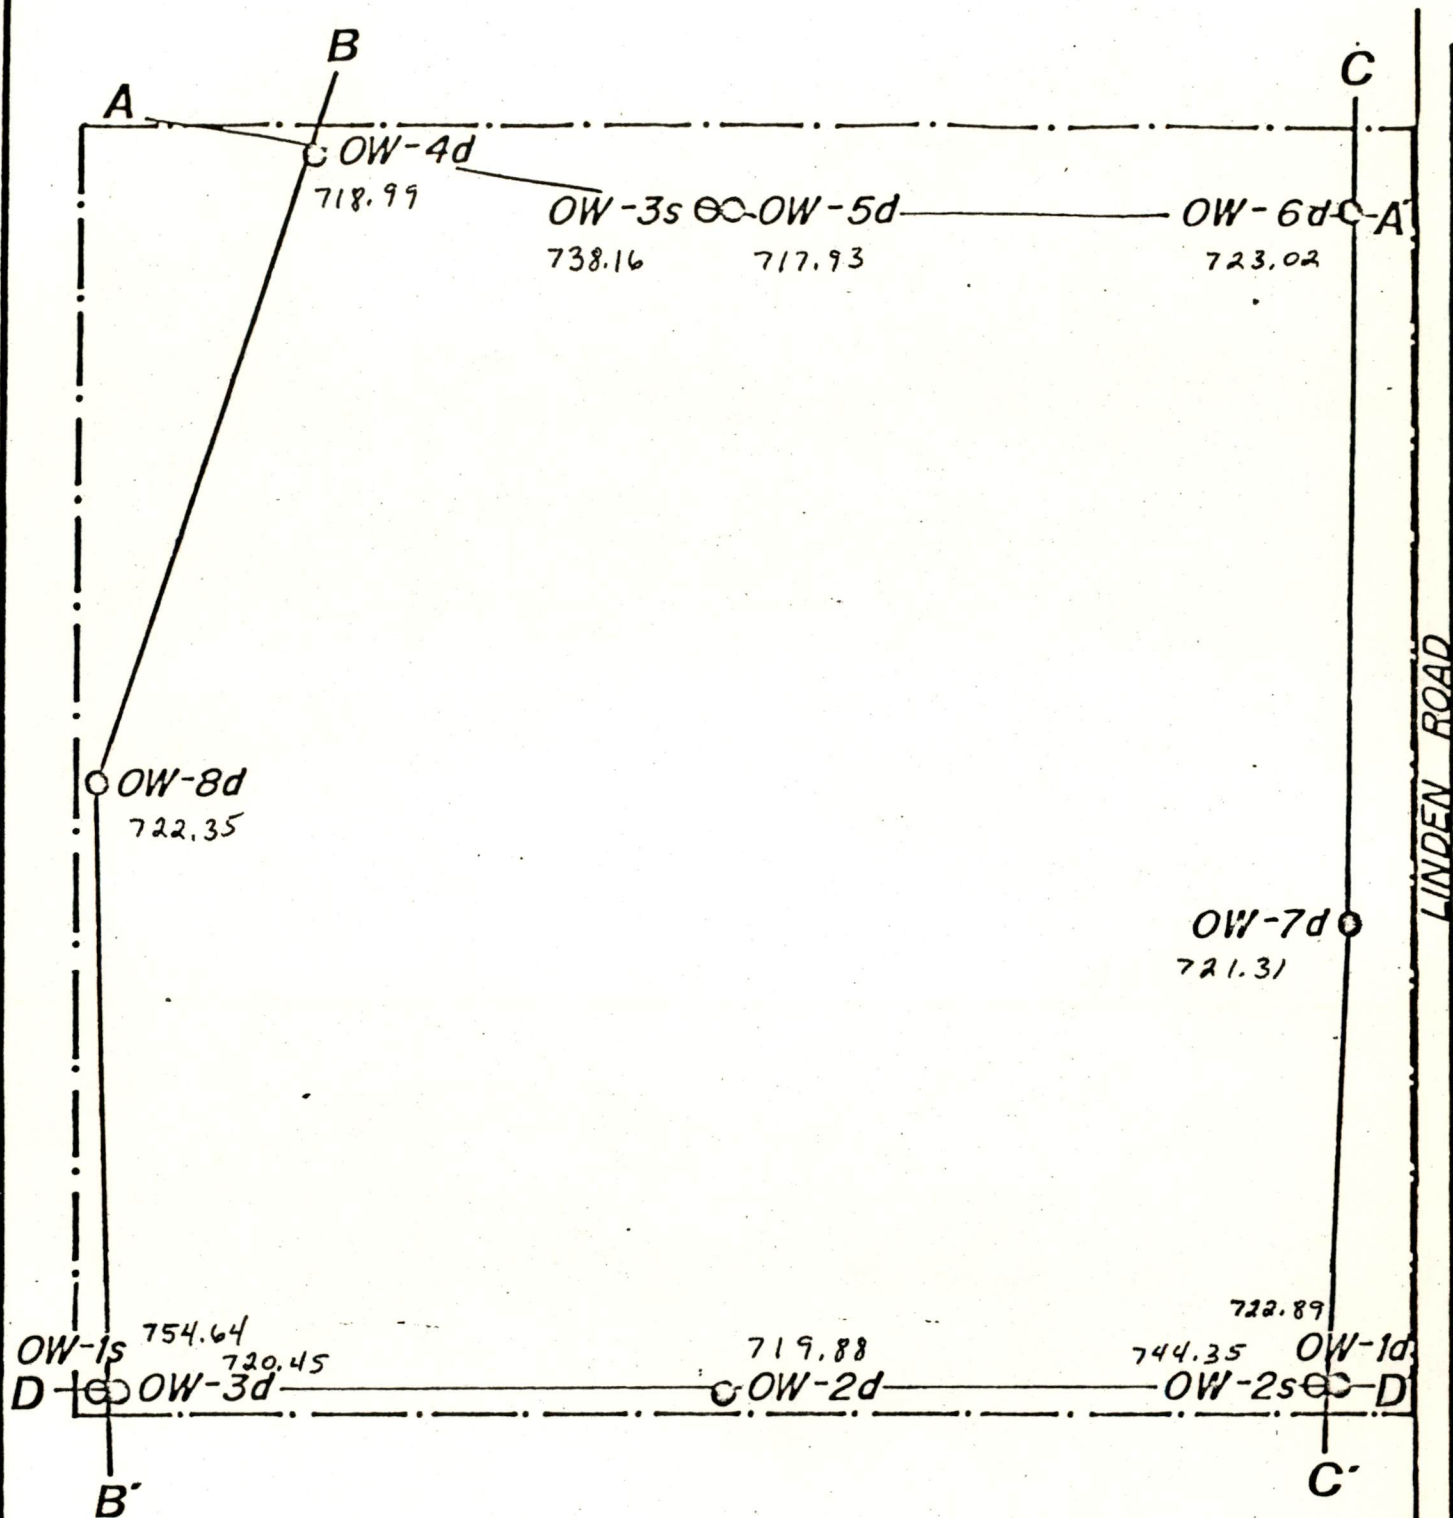 B
C
A
OW-4d
718.99
OW-3s OW-5d OW-6d A'
738.16 717.93 723.02
OW-8d
722.35
LINDEN ROAD
OW-7d
721.31
722.89
OW-1s 754.64 719.88 744.35 OW-1d
720.45
D OW-3d OW-2d OW-2s D'
B'
C'